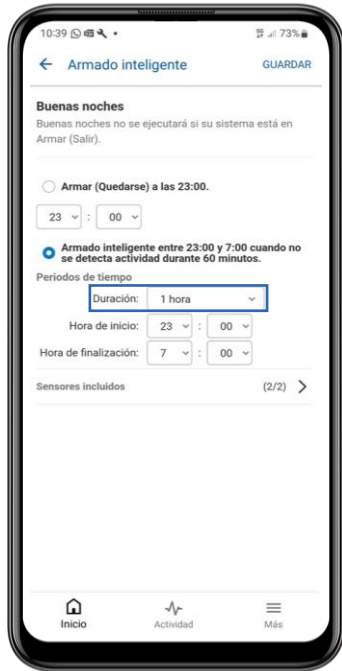 10:39 73%
Armado inteligente GUARDAR
Buenas noches
Buenas noches no se ejecutará si su sistema está en
Armar (Salir).
Armar (Quedarse) a las 23:00.
23 : 00
Armado inteligente entre 23:00 y 7:00 cuando no
se detecta actividad durante 60 minutos.
Periodos de tiempo
Duración: 1 hora
Hora de inicio: 23 : 00
Hora de finalización: 7 : 00
Sensores incluidos (2/2)
Inicio Actividad Más